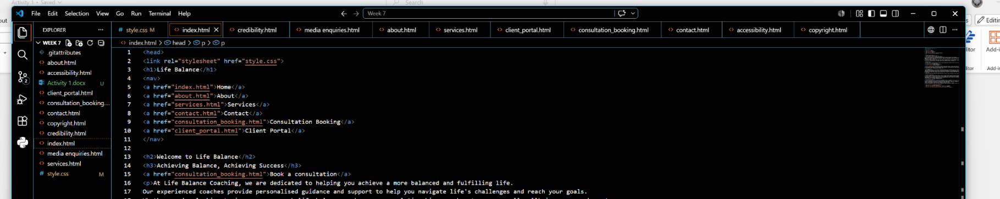 Activity 1 • Saved
Search
File Edit Selection View Go Run Terminal Help
Week 7
out
Editin
EXPLORER
style.css M
index.html
credibility.html
media enquiries.html
about.html
services.html
client_portal.html
consultation_booking.html
contact.html
accessibility.html
copyright.html
WEEK 7
index.html > head > p > p
.gitattributes
about.html
accessibility.html
Activity 1.docx U
client_portal.html
consultation_booking....
contact.html
copyright.html
credibility.html
index.html
media enquiries.html
services.html
style.css M
2
1 <head>
2 <link rel="stylesheet" href="style.css">
3 <h1>Life Balance</h1>
4 <nav>
5 <a href="index.html">Home</a>
6 <a href="about.html">About</a>
7 <a href="services.html">Services</a>
8 <a href="contact.html">Contact</a>
9 <a href="consultation_booking.html">Consultation Booking</a>
10 <a href="client_portal.html">Client Portal</a>
11 </nav>
12
13 <h2>Welcome to Life Balance</h2>
14 <h3>Achieving Balance, Achieving Success</h3>
15 <a href="consultation_booking.html">Book a consultation</a>
16 <p>At Life Balance Coaching, we are dedicated to helping you achieve a more balanced and fulfilling life.
17 Our experienced coaches provide personalised guidance and support to help you navigate life's challenges and reach your goals.
itor
Add-i
itor
Add-i